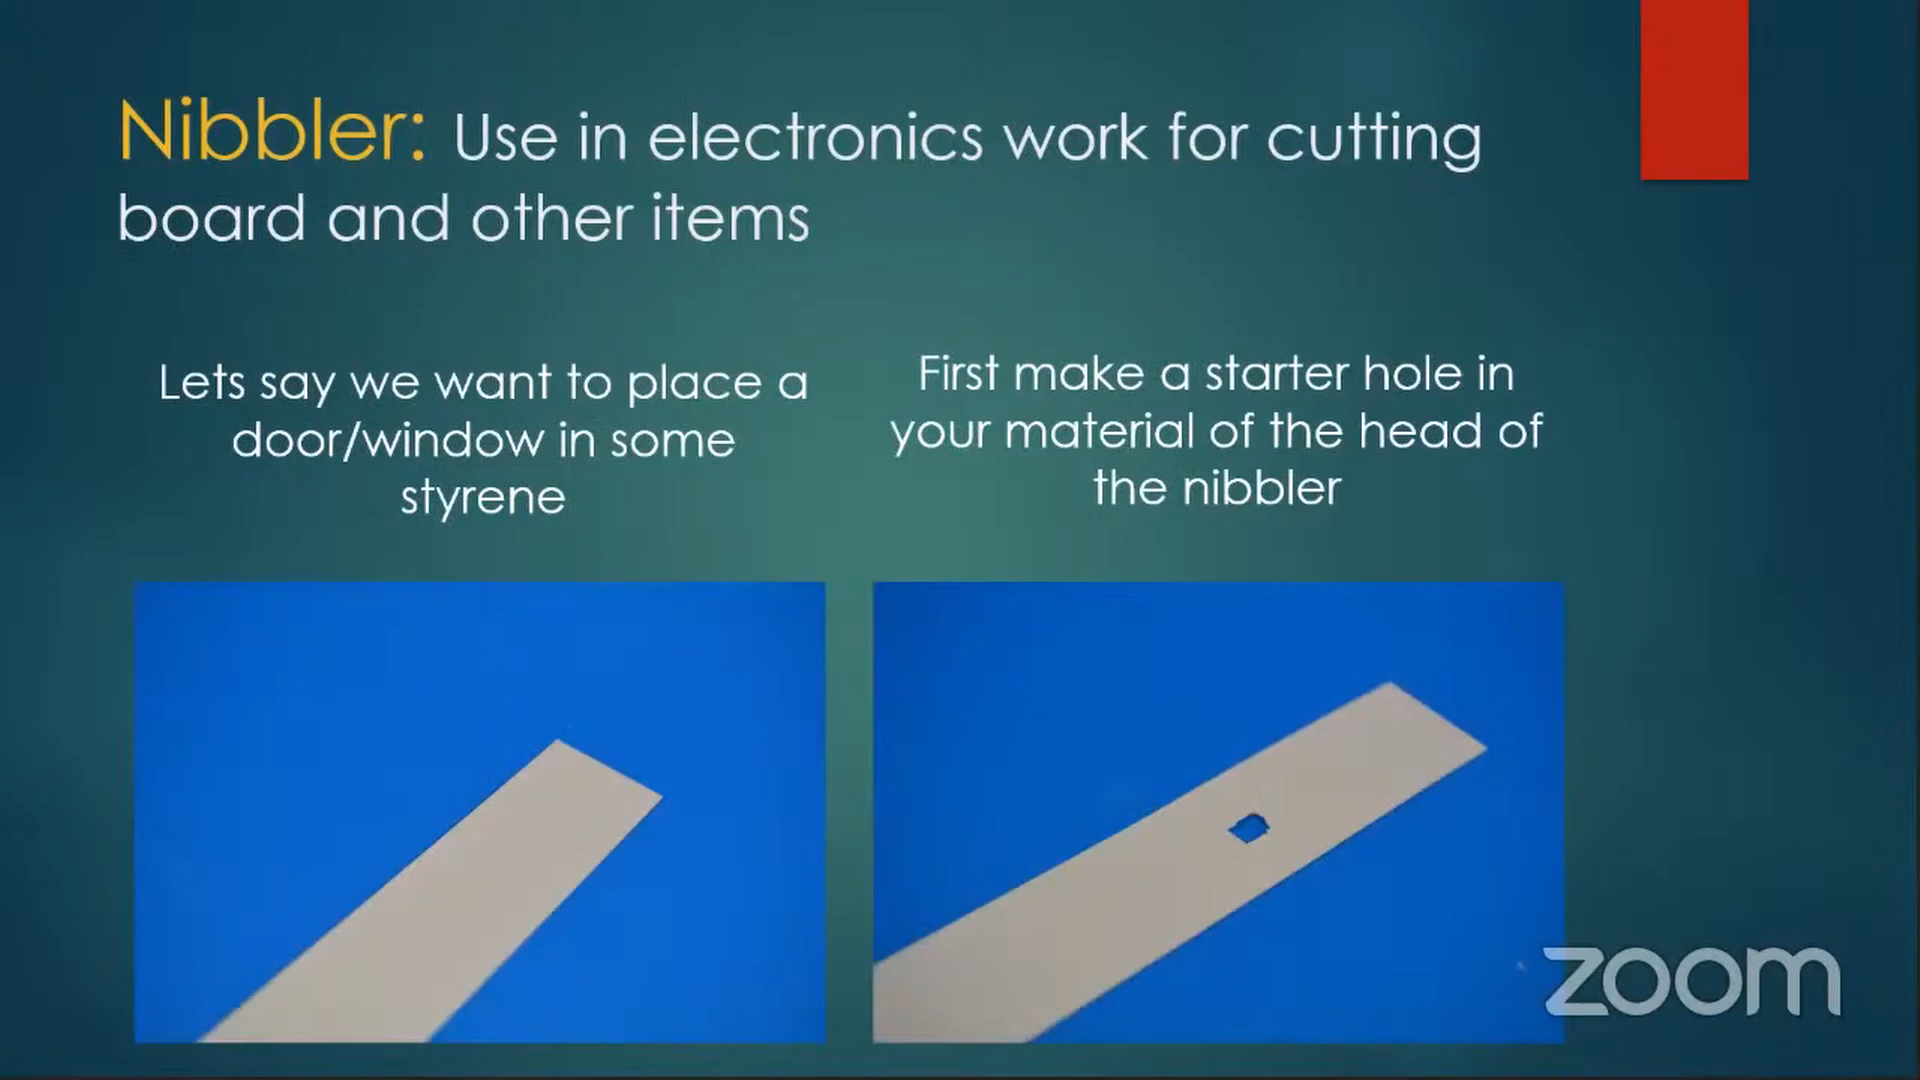 Nibbler: Use in electronics work for cutting
board and other items
Lets say we want to place a
door/window in some
styrene
First make a starter hole in
your material of the head of
the nibbler
zoom